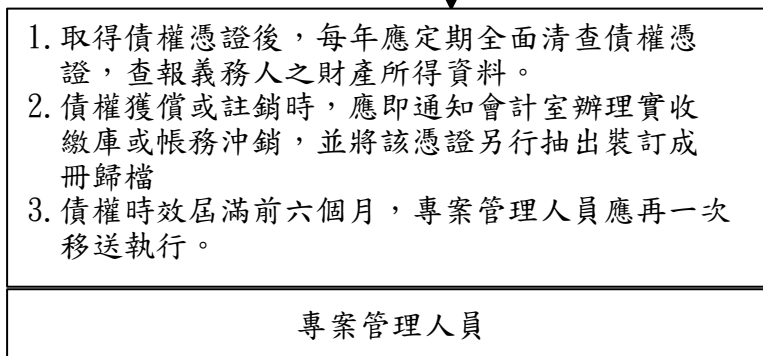 1.取得債權憑證後，每年應定期全面清查債權憑
證，查報義務人之財產所得資料。
2.債權獲償或註銷時，應即通知會計室辦理實收
繳庫或帳務沖銷，並將該憑證另行抽出裝訂成
冊歸檔
3.債權時效屆滿前六個月，專案管理人員應再一次
移送執行。
專案管理人員